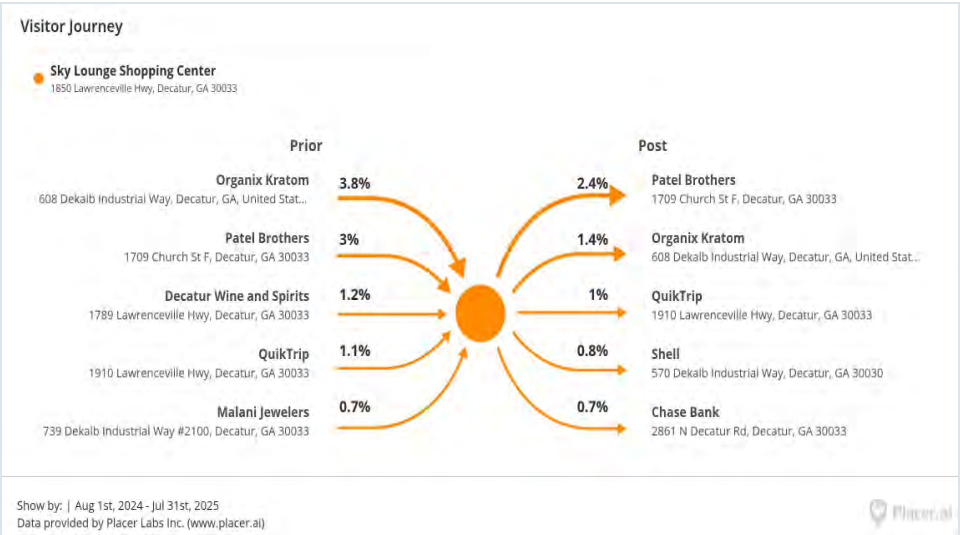 Visitor Journey
Sky Lounge Shopping Center
1850 Lawrenceville Hwy, Decatur, GA 30033
Prior
Post
Organix Kratom
608 Dekalb Industrial Way, Decatur, GA, United Stat...
3.8%
Patel Brothers
1709 Church St F, Decatur, GA 30033
3%
Decatur Wine and Spirits
1789 Lawrenceville Hwy, Decatur, GA 30033
1.2%
QuikTrip
1910 Lawrenceville Hwy, Decatur, GA 30033
1.1%
Malani Jewelers
739 Dekalb Industrial Way #2100, Decatur, GA 30033
0.7%
2.4%
Patel Brothers
1709 Church St F, Decatur, GA 30033
1.4%
Organix Kratom
608 Dekalb Industrial Way, Decatur, GA, United Stat...
1%
QuikTrip
1910 Lawrenceville Hwy, Decatur, GA 30033
0.8%
Shell
570 Dekalb Industrial Way, Decatur, GA 30030
0.7%
Chase Bank
2861 N Decatur Rd, Decatur, GA 30033
Show by: | Aug 1st, 2024 - Jul 31st, 2025
Data provided by Placer Labs Inc. (www.placer.ai)
Placer.ai